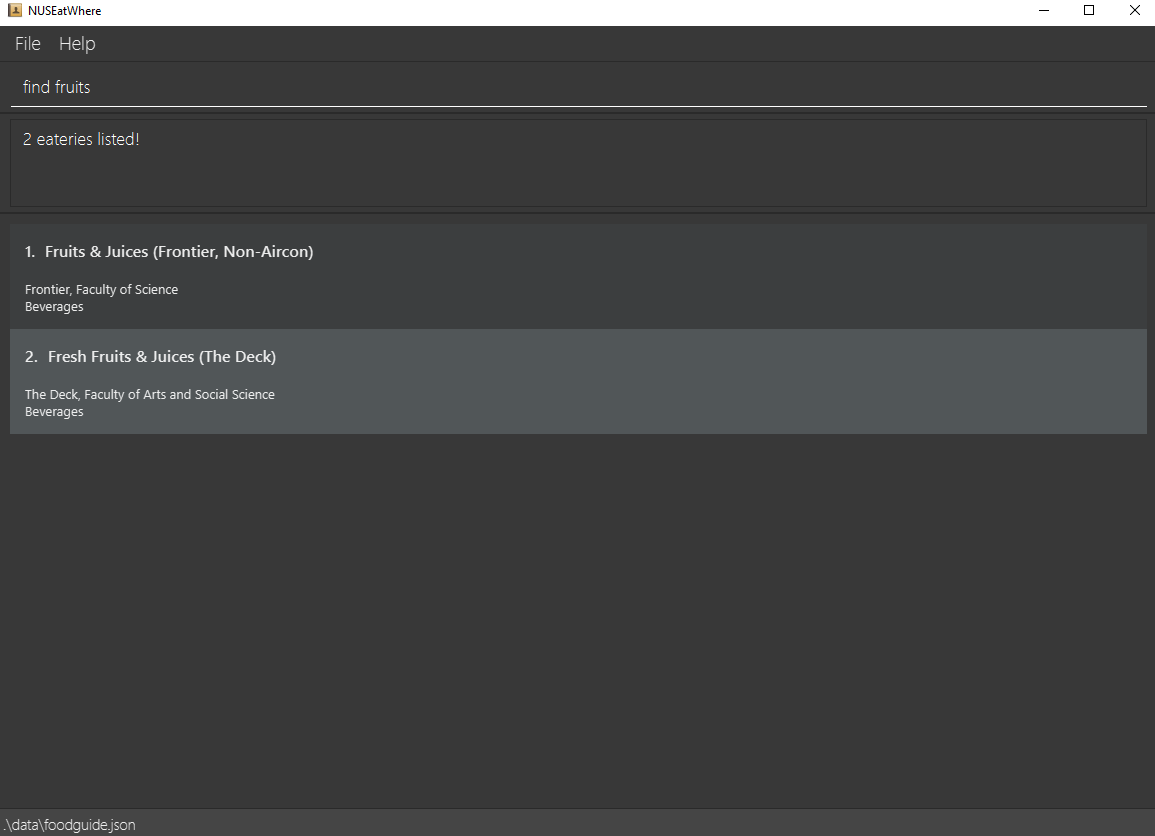 NUSEatWhere
File Help
find fruits
2 eateries listed!
1. Fruits & Juices (Frontier, Non-Aircon)
Frontier, Faculty of Science
Beverages
2. Fresh Fruits & Juices (The Deck)
The Deck, Faculty of Arts and Social Science
Beverages
.\data\foodguide.json